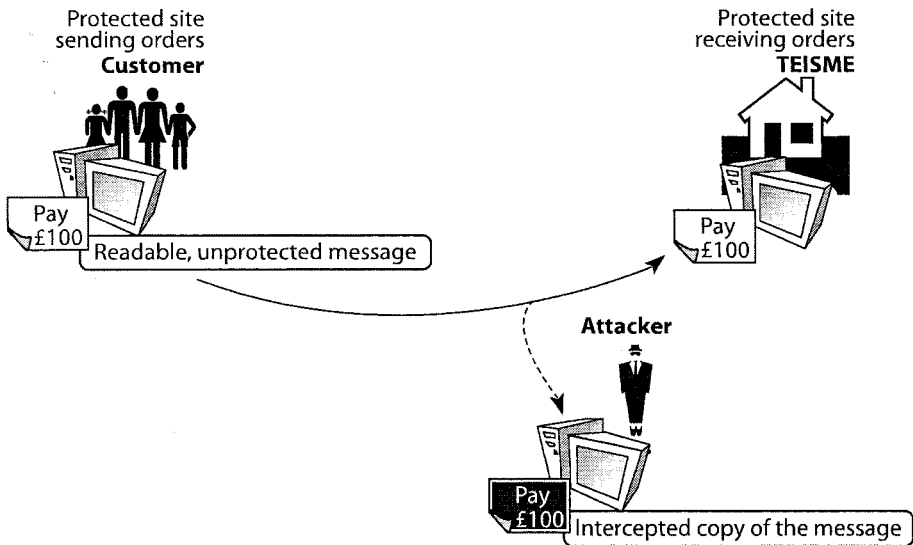 Protected site
sending orders
Customer
Pay
£100
Readable, unprotected message
Protected site
receiving orders
TEISME
Pay
£100
Attacker
Pay
£100
Intercepted copy of the message